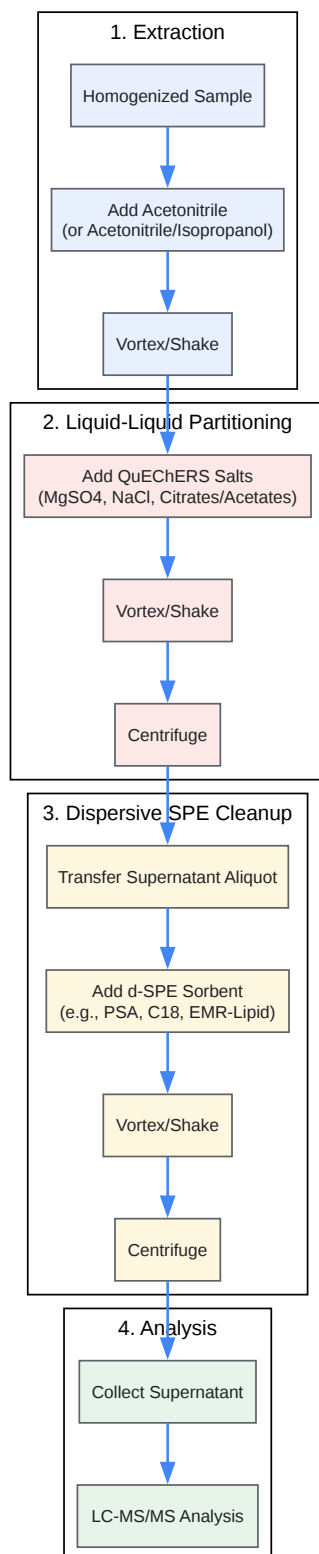 1. Extraction
Homogenized Sample
Add Acetonitrile
(or Acetonitrile/Isopropanol)
Vortex/Shake
2. Liquid-Liquid Partitioning
Add QuEChERS Salts
(MgSO4, NaCl, Citrates/Acetates)
Vortex/Shake
Centrifuge
3. Dispersive SPE Cleanup
Transfer Supernatant Aliquot
Add d-SPE Sorbent
(e.g., PSA, C18, EMR-Lipid)
Vortex/Shake
Centrifuge
4. Analysis
Collect Supernatant
LC-MS/MS Analysis